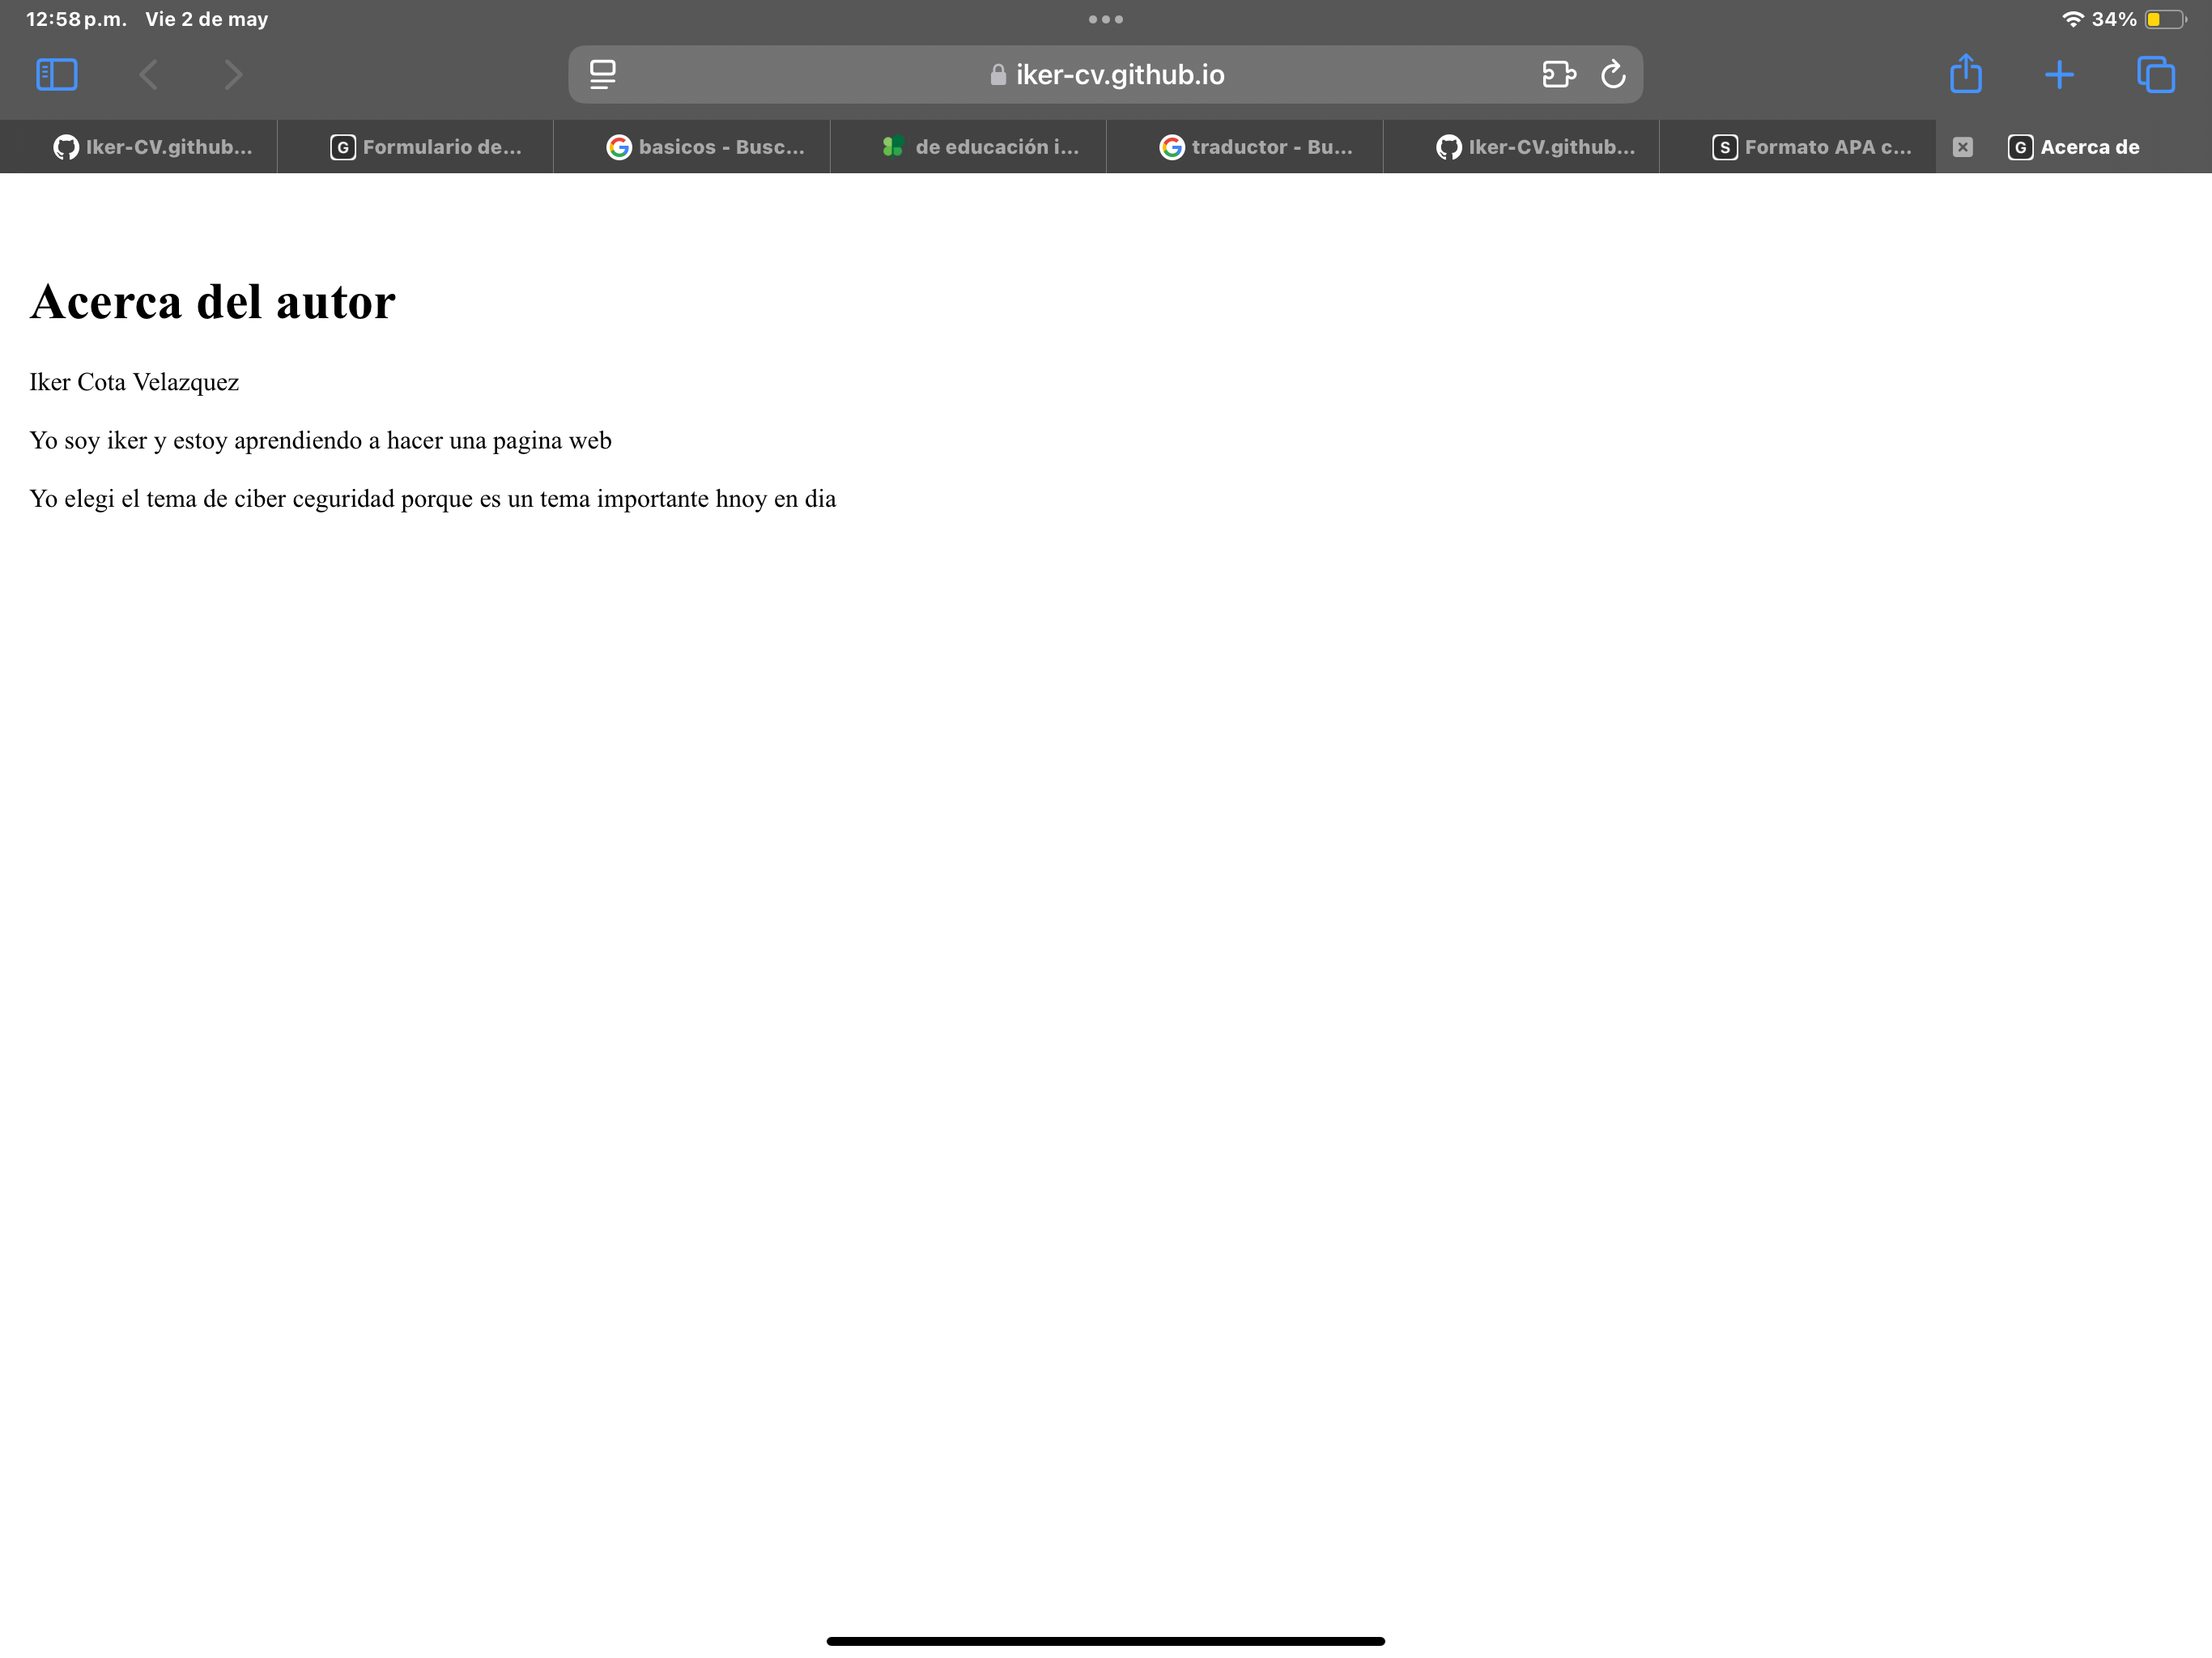 12:58 p.m. Vie 2 de may
34%
iker-cv.github.io
Iker-CV.github...
G Formulario de...
basicos - Busc...
de educación i...
traductor - Bu...
Iker-CV.github...
S Formato APA c...
G Acerca de
Acerca del autor
Iker Cota Velazquez
Yo soy iker y estoy aprendiendo a hacer una pagina web
Yo elegi el tema de ciber ceguridad porque es un tema importante hnoy en dia